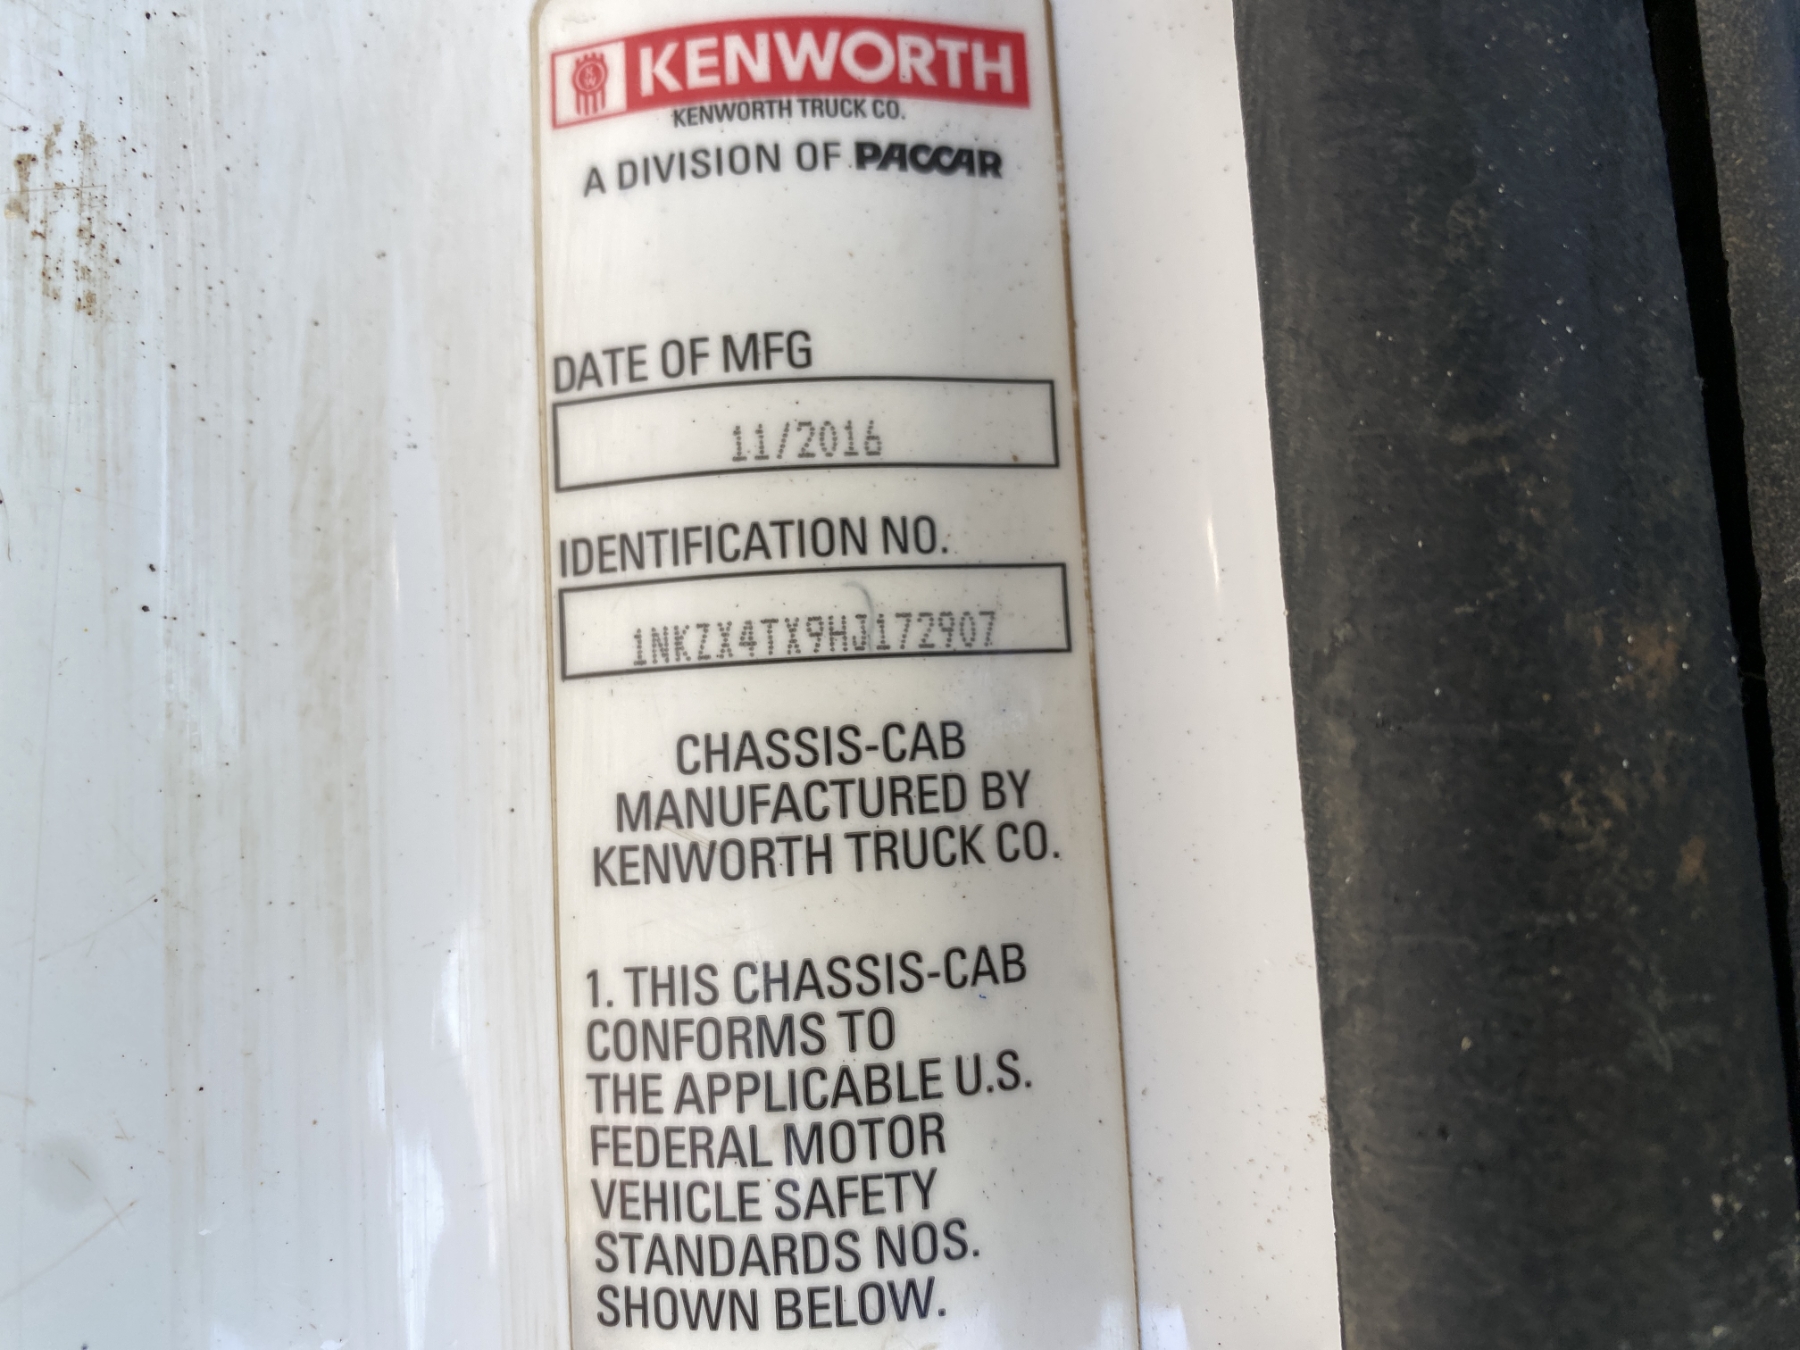 KENWORTH
KENWORTH TRUCK CO.
A DIVISION OF PACCAR
DATE OF MFG
11/2016
IDENTIFICATION NO.
1NKZX4TX9HJ172907
CHASSIS-CAB
MANUFACTURED BY
KENWORTH TRUCK CO.
1. THIS CHASSIS-CAB
CONFORMS TO
THE APPLICABLE U.S.
FEDERAL MOTOR
VEHICLE SAFETY
STANDARDS NOS.
SHOWN BELOW.